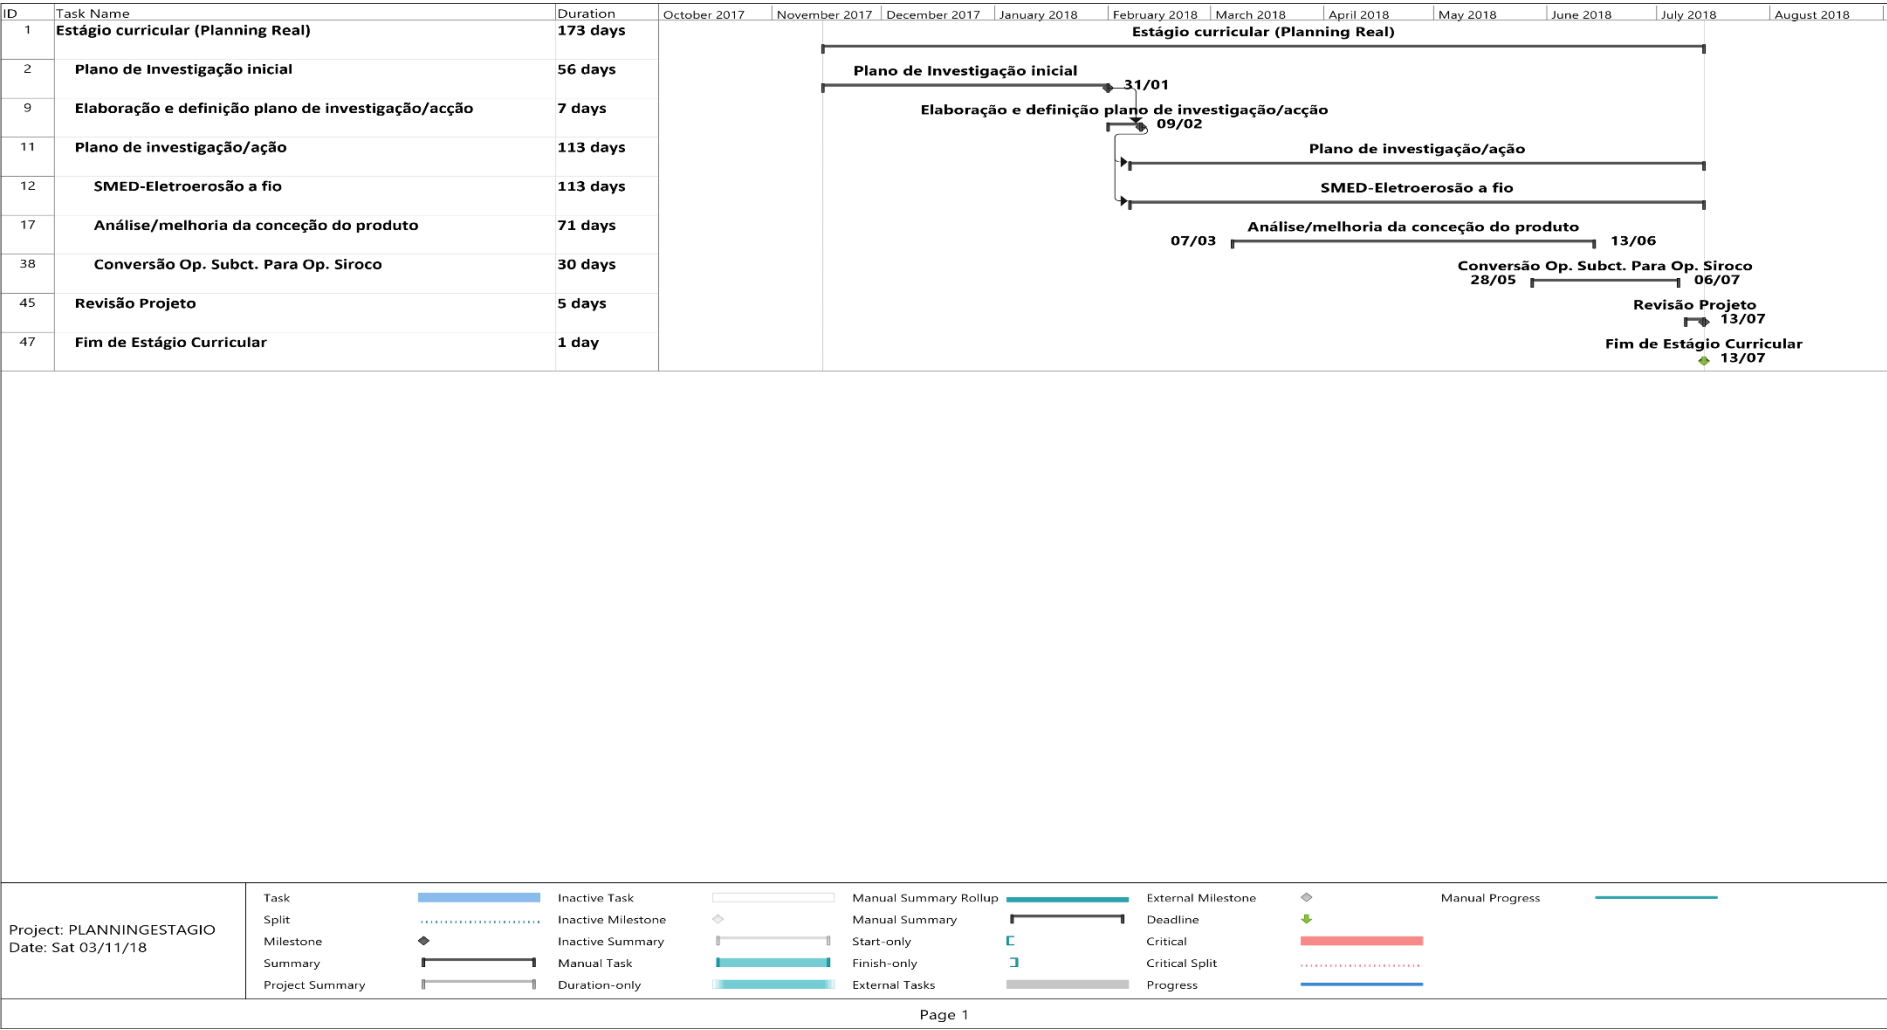 ID Task Name Duration October 2017 November 2017 December 2017 January 2018 February 2018 March 2018 April 2018 May 2018 June 2018 July 2018 August 2018
1 Estágio curricular (Planning Real) 173 days Estágio curricular (Planning Real)
2 Plano de Investigação inicial 56 days Plano de Investigação inicial
31/01
9 Elaboração e definição plano de investigação/acção 7 days Elaboração e definição plano de investigação/acção
09/02
11 Plano de investigação/ação 113 days Plano de investigação/ação
12 SMED-Eletroerosão a fio 113 days SMED-Eletroerosão a fio
17 Análise/melhoria da conceção do produto 71 days Análise/melhoria da conceção do produto
07/03 13/06
38 Conversão Op. Subct. Para Op. Siroco 30 days Conversão Op. Subct. Para Op. Siroco
28/05 06/07
45 Revisão Projeto 5 days Revisão Projeto
13/07
47 Fim de Estágio Curricular 1 day Fim de Estágio Curricular
13/07
Project: PLANNINGESTAGIO
Date: Sat 03/11/18
Task Inactive Task Manual Summary Rollup External Milestone Manual Progress
Split Inactive Milestone Manual Summary Deadline
Milestone Inactive Summary Start-only Critical
Summary Manual Task Finish-only Critical Split
Project Summary Duration-only External Tasks Progress
Page 1